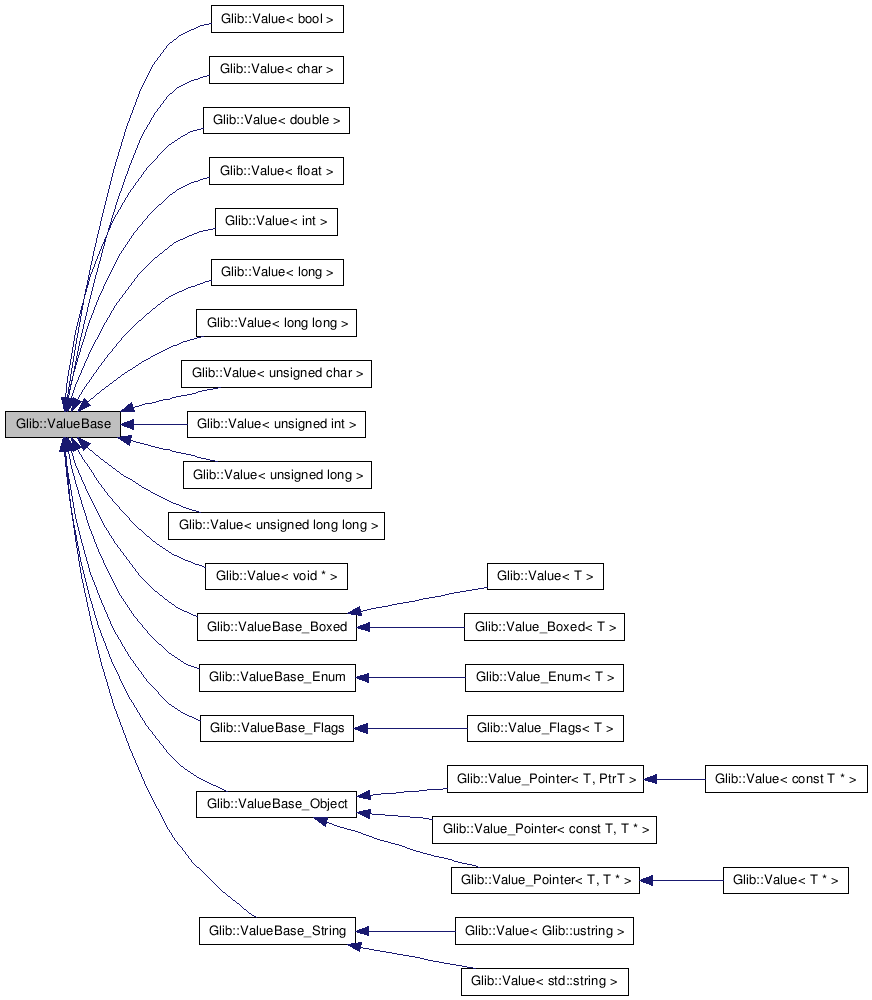 Glib::Value< bool >
Glib::Value< char >
Glib::Value< double >
Glib::Value< float >
Glib::Value< int >
Glib::Value< long >
Glib::Value< long long >
Glib::Value< unsigned char >
Glib::ValueBase
Glib::Value< unsigned int >
Glib::Value< unsigned long >
Glib::Value< unsigned long long >
Glib::Value< void * >
Glib::Value< T >
Glib::ValueBase_Boxed
Glib::Value_Boxed< T >
Glib::ValueBase_Enum
Glib::Value_Enum< T >
Glib::ValueBase_Flags
Glib::Value_Flags< T >
Glib::Value_Pointer< T, PtrT >
Glib::Value< const T * >
Glib::ValueBase_Object
Glib::Value_Pointer< const T, T * >
Glib::Value_Pointer< T, T * >
Glib::Value< T * >
Glib::ValueBase_String
Glib::Value< Glib::ustring >
Glib::Value< std::string >